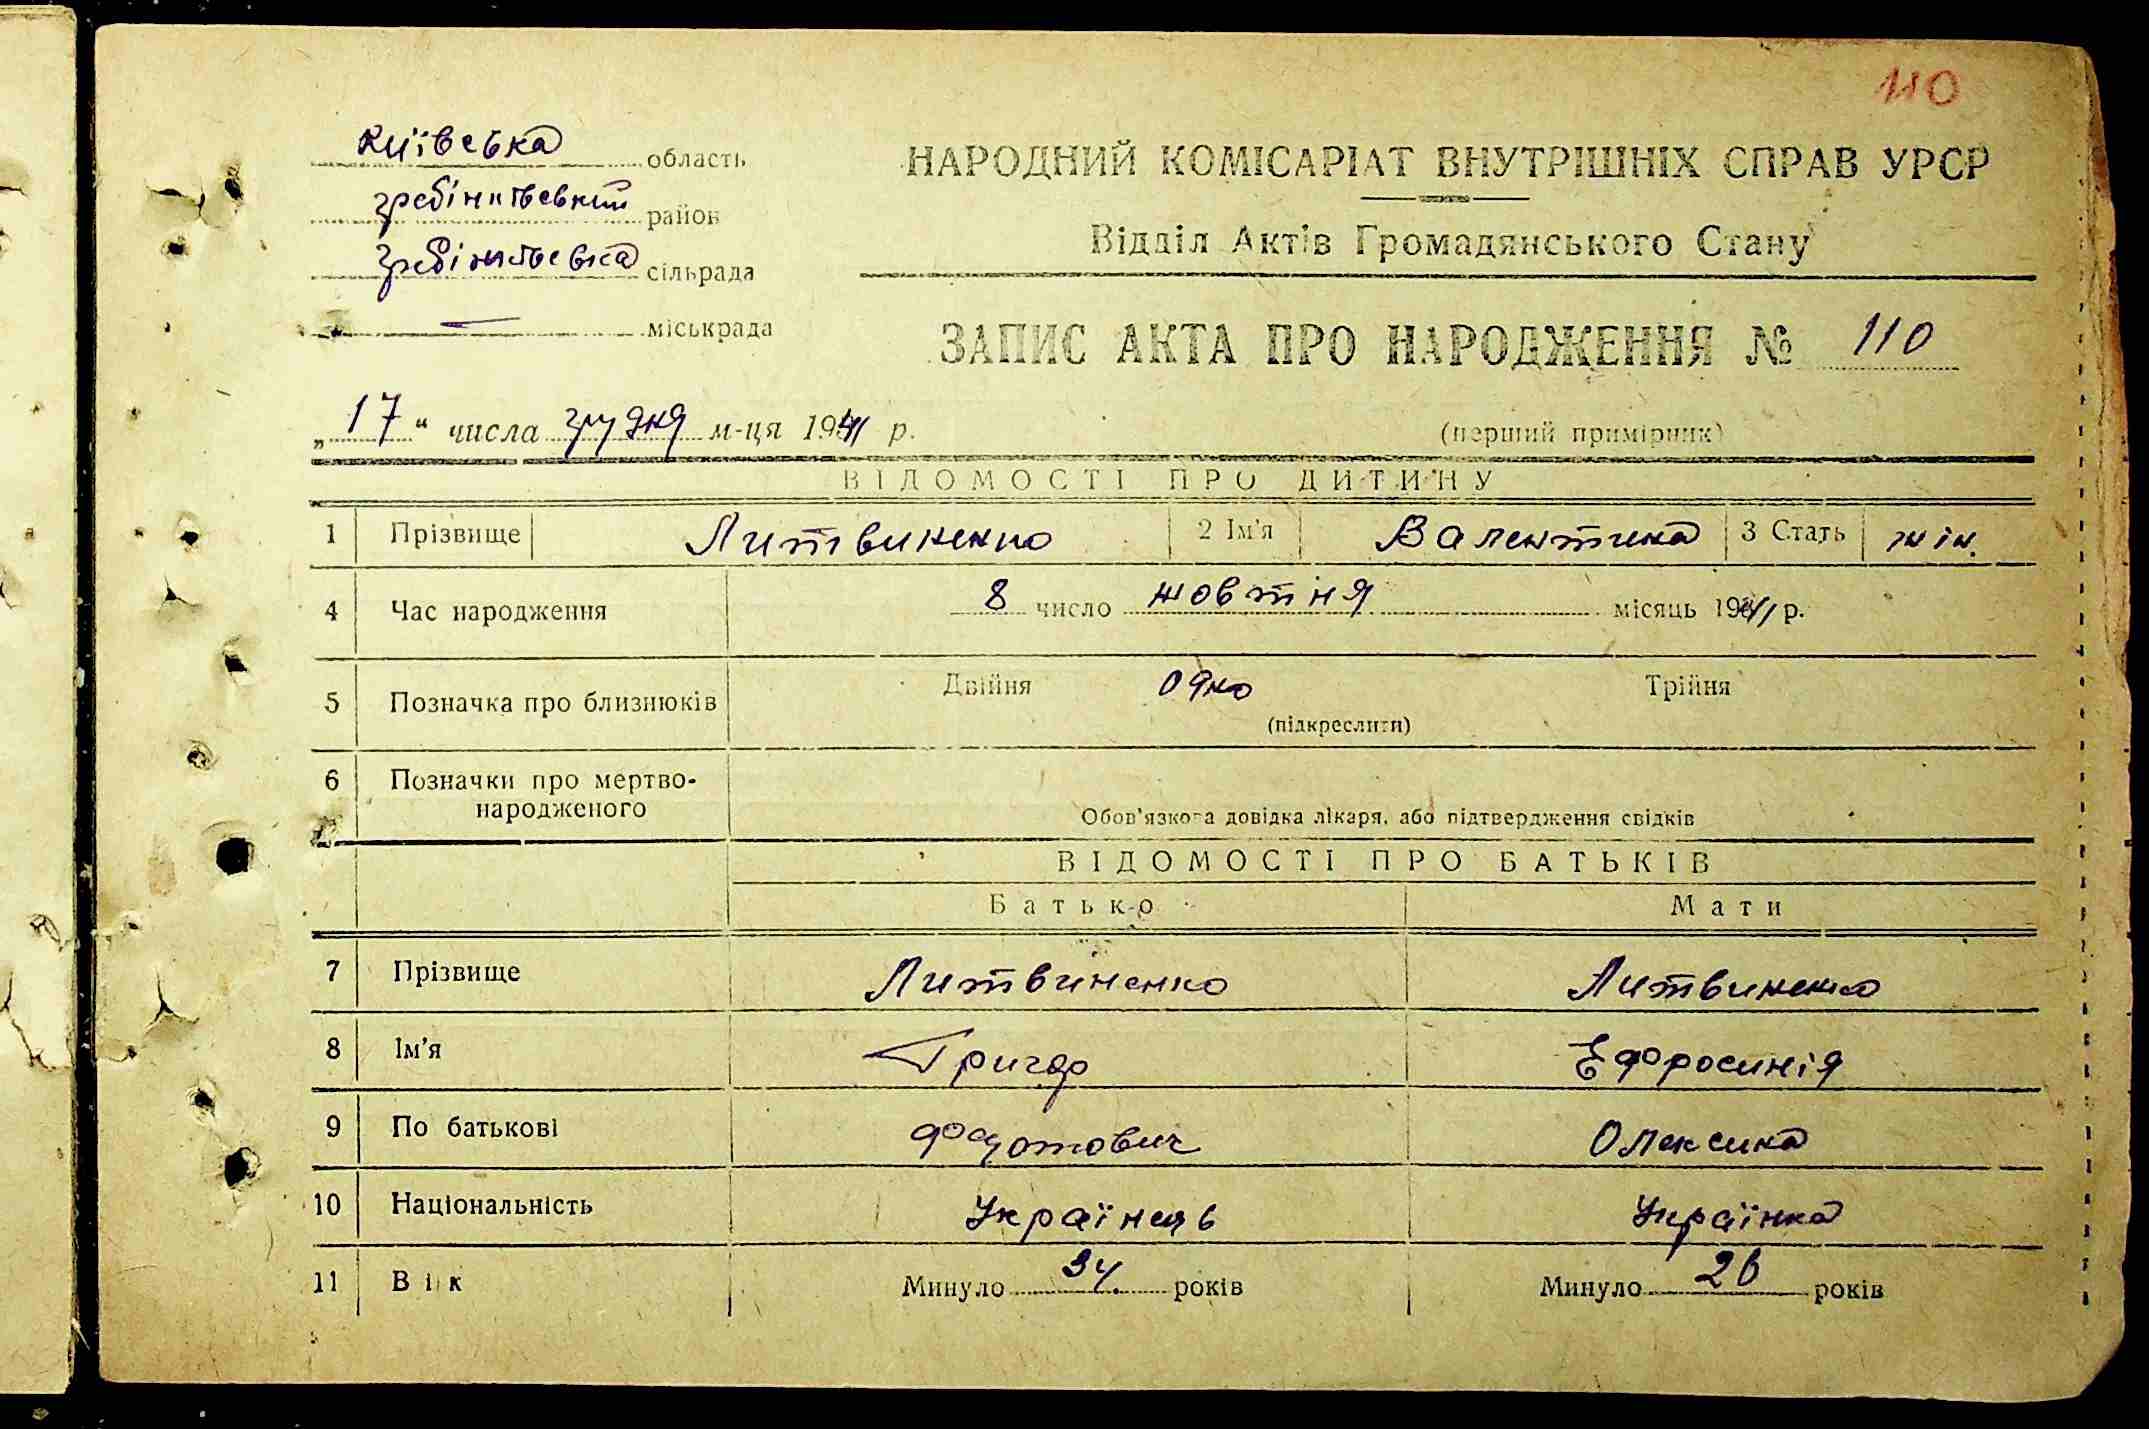 110
Київська область
гребінківський район
Гребінківська сільрада
— міськрада
НАРОДНИЙ КОМІСАРІАТ ВНУТРІШНІХ СПРАВ УРСР
Відділ Актів Громадянського Стану
ЗАПИС АКТА ПРО НАРОДЖЕННЯ № 110
„17“ числа грудня м-ця 1941 р.
(перший примірник)
ВІДОМОСТІ ПРО ДИТИНУ
1 Прізвище Литвиненко 2 Ім'я Валентина 3 Стать жін.
4 Час народження 8 число жовтня місяць 1941 р.
5 Позначка про близнюків Двійня одно Трійня
(підкреслити)
6 Позначки про мертво-
народженого
Обов'язкова довідка лікаря, або підтвердження свідків
ВІДОМОСТІ ПРО БАТЬКІВ
Батько Мати
7 Прізвище Литвиненко Литвиненко
8 Ім'я Григор Ефросинія
9 По батькові Федотович Олексина
10 Національність Українець Українка
11 Вік Минуло 34 років Минуло 26 років